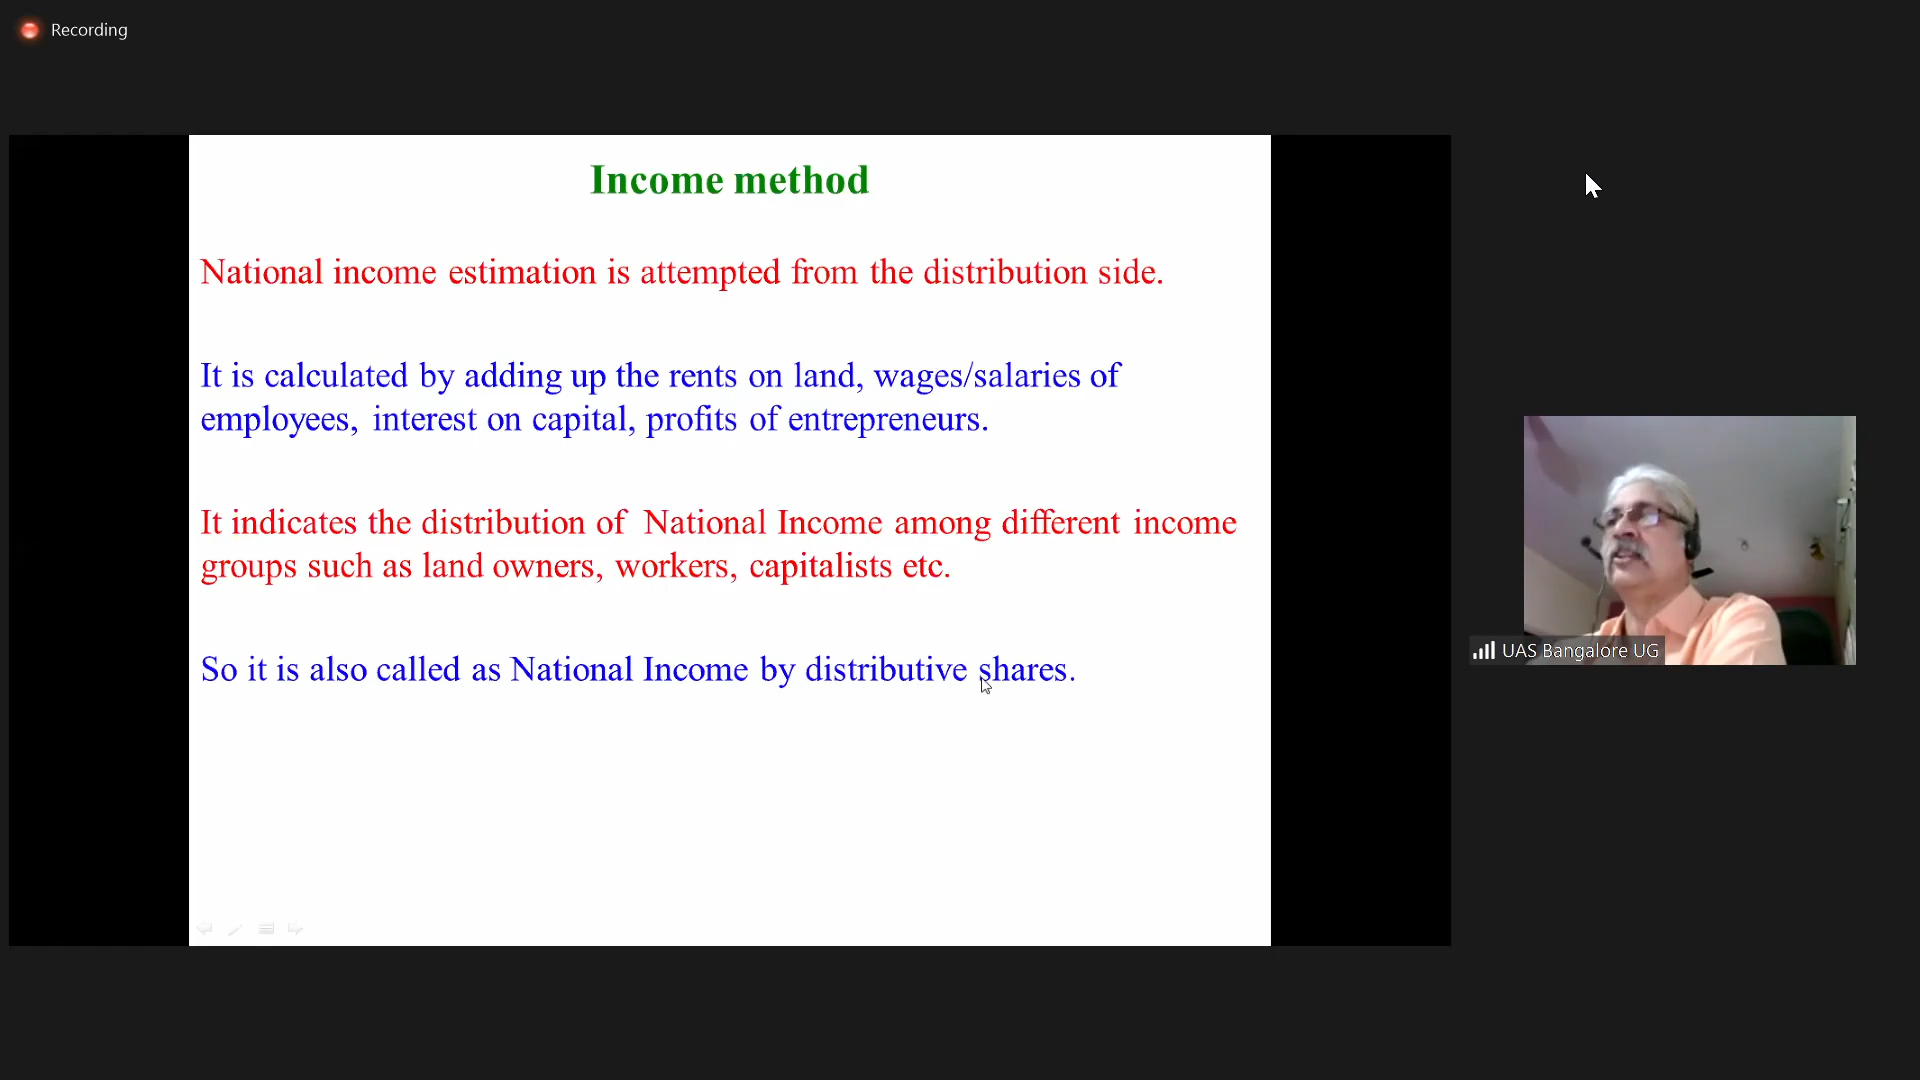 Recording
Income method
National income estimation is attempted from the distribution side.
It is calculated by adding up the rents on land, wages/salaries of
employees, interest on capital, profits of entrepreneurs.
It indicates the distribution of National Income among different income
groups such as land owners, workers, capitalists etc.
So it is also called as National Income by distributive shares.
UAS Bangalore UG